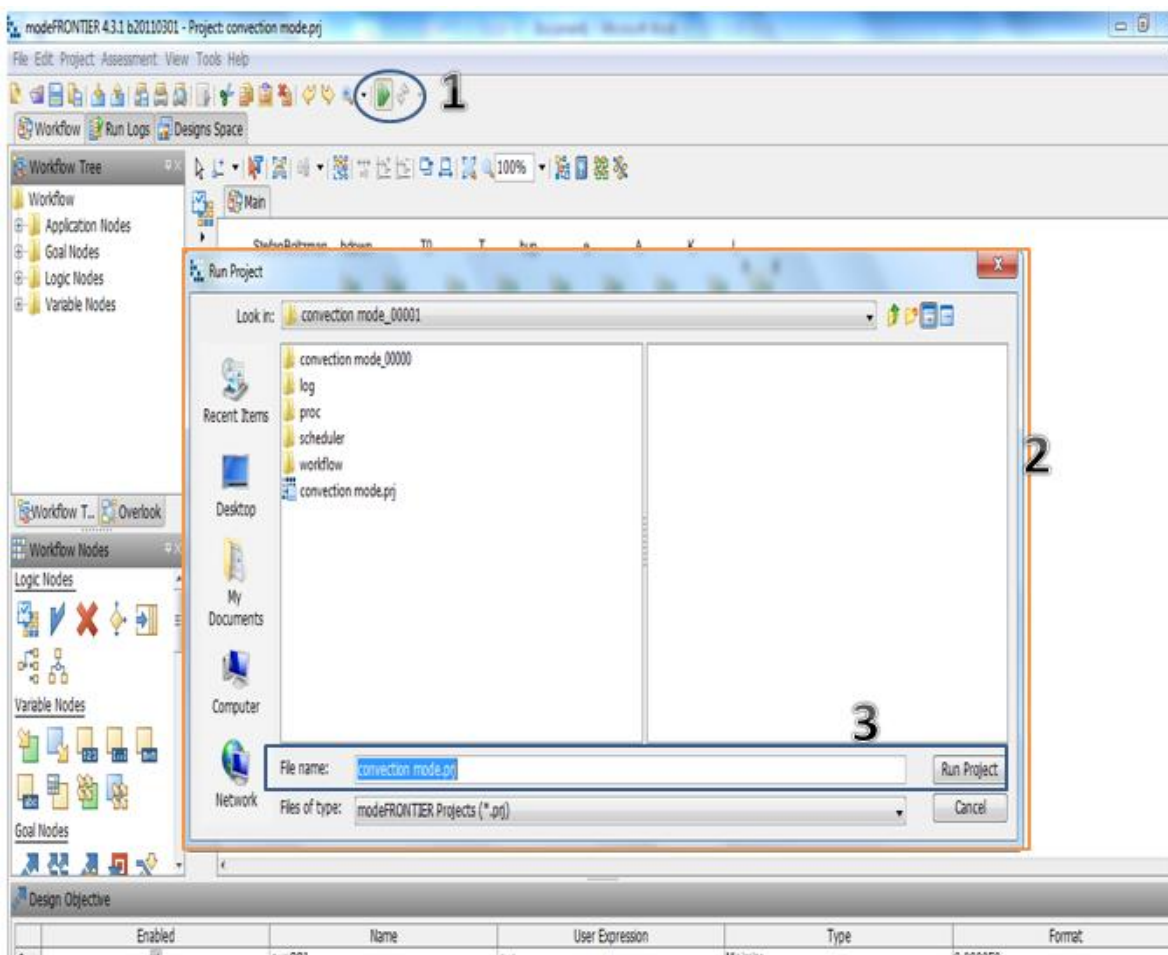 modeFRONTIER 4.3.1 b20110301 - Project: convection mode.prj
File Edit Project Assessment View Tools Help
1
Workflow Run Logs Designs Space
Workflow Tree
100%
Workflow
Main
Application Nodes
Goal Nodes
Logic Nodes
Variable Nodes
Run Project
Look in: convection mode_00001
convection mode_00000
log
proc
scheduler
workflow
convection mode.prj
Recent Items
Desktop
My Documents
Computer
Network
2
3
File name: convection mode.prj Run Project
Files of type: modeFRONTIER Projects (*.prj) Cancel
Workflow T... Overlook
Workflow Nodes
Logic Nodes
Variable Nodes
Goal Nodes
Design Objective
Enabled Name User Expression Type Format